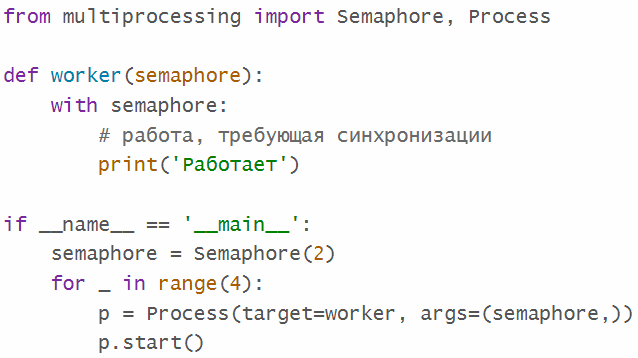 from multiprocessing import Semaphore, Process

def worker(semaphore):
    with semaphore:
        # работа, требующая синхронизации
        print('Работает')

if __name__ == '__main__':
    semaphore = Semaphore(2)
    for _ in range(4):
        p = Process(target=worker, args=(semaphore,))
        p.start()